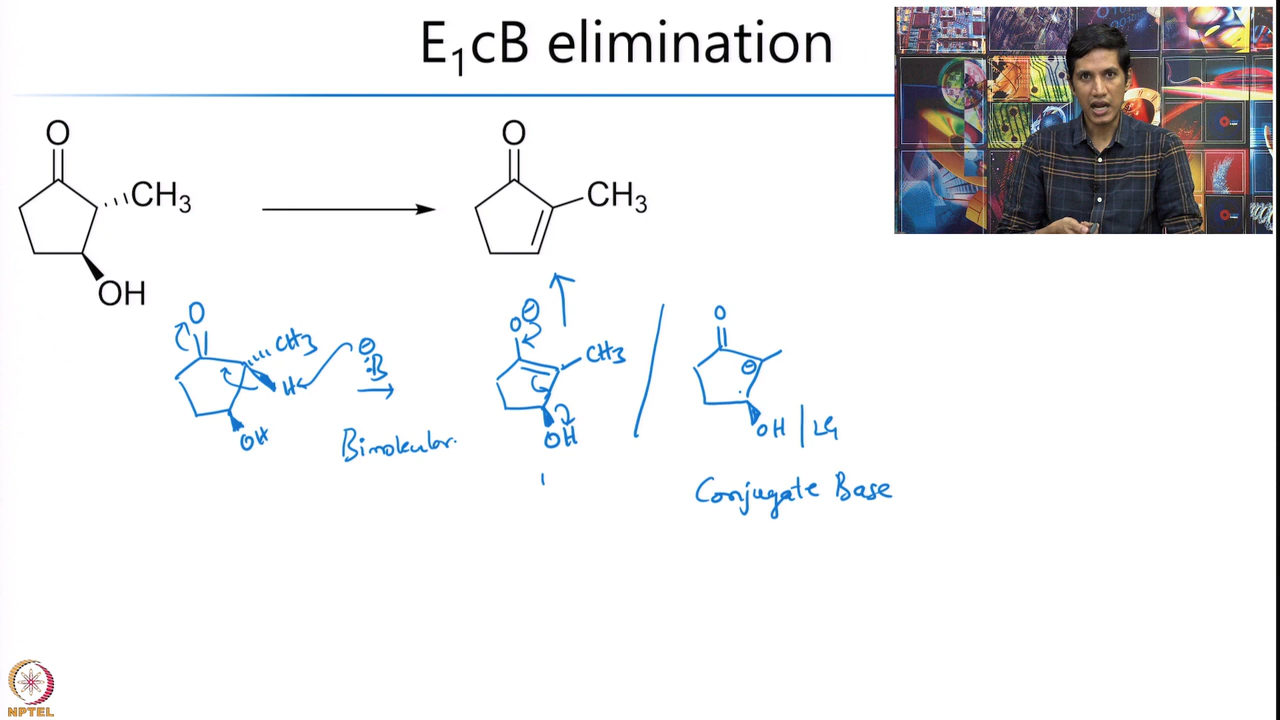 E₁cB elimination
O
CH₃
OH
O
CH₃
O
CH3
H
⊖
:B
OH
Bimolecular.
O⊖
CH3
OH
O
⊖
OH / LG
Conjugate Base
NPTEL